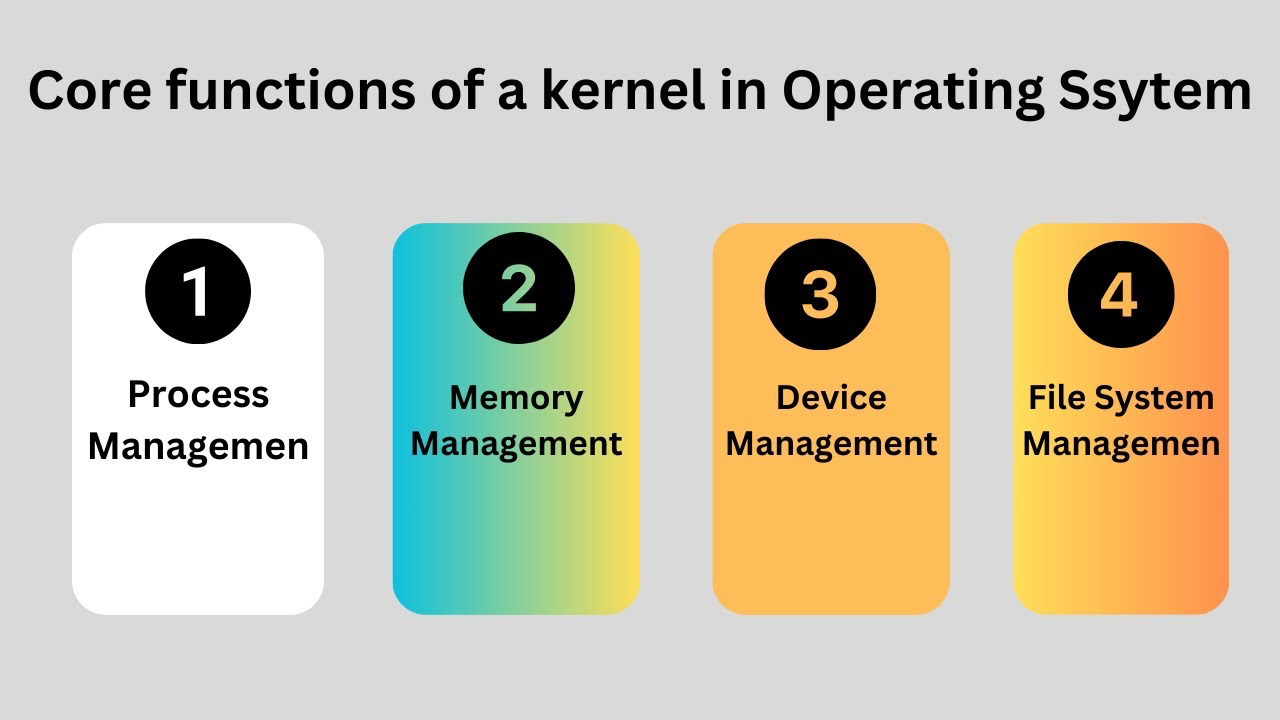 Core functions of a kernel in Operating Ssytem
1
Process
Managemen
2
Memory
Management
3
Device
Management
4
File System
Managemen